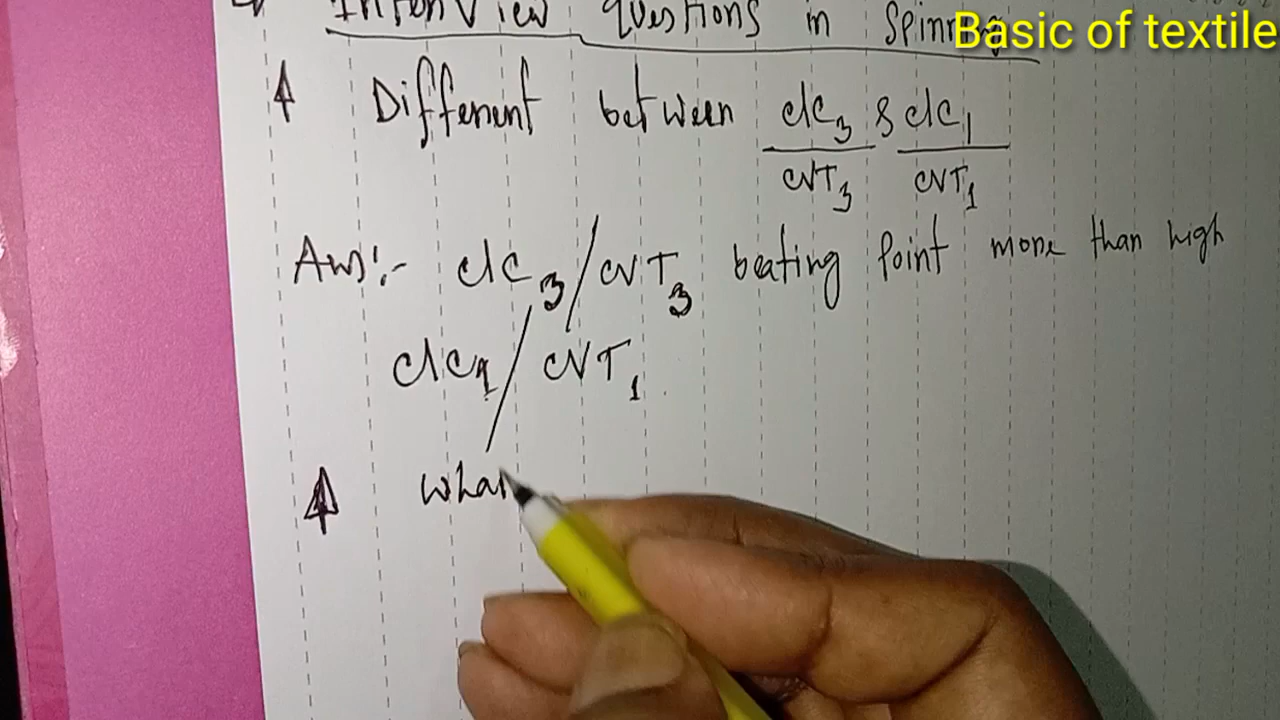 Interview Questions in Spinning
Basic of textile
Different between clc3 & clc1
CVT3 CVT1
Ans:- clc3/CVT3 beating point more than high
clc1/CVT1
what